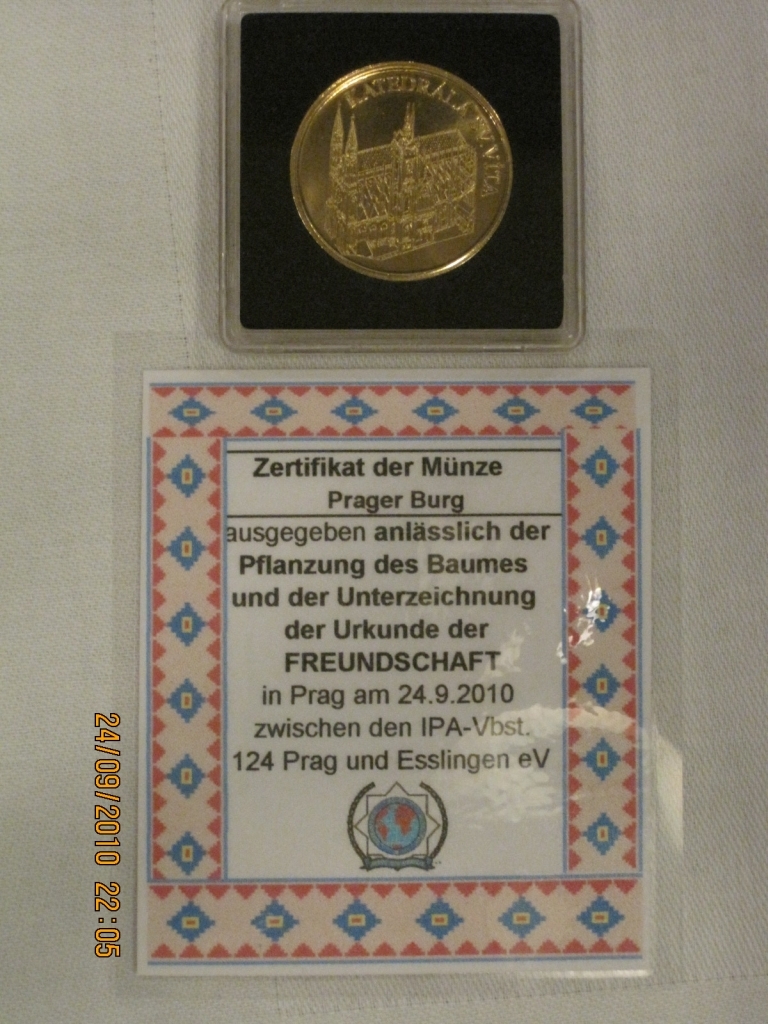 KATEDRÁLA SV. VÍTA
Zertifikat der Münze
Prager Burg
ausgegeben anlässlich der
Pflanzung des Baumes
und der Unterzeichnung
der Urkunde der
FREUNDSCHAFT
in Prag am 24.9.2010
zwischen den IPA-Vbst.
124 Prag und Esslingen eV
24/09/2010 22:05